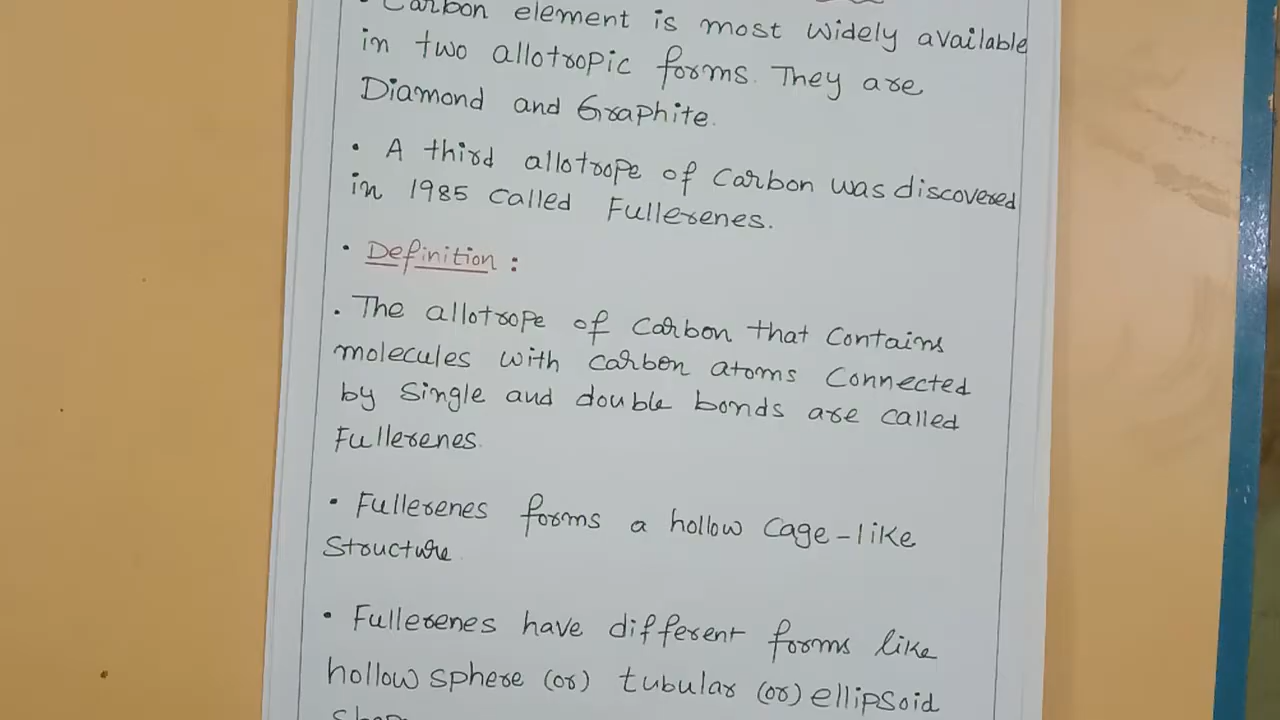 • Carbon element is most widely available
in two allotropic forms. They are
Diamond and Graphite.
• A third allotrope of Carbon was discovered
in 1985 called Fullerenes.
• Definition :
. The allotrope of Carbon that Contains
molecules with carbon atoms Connected
by Single and double bonds are called
Fullerenes.
• Fullerenes forms a hollow Cage-like
Structure.
• Fullerenes have different forms like
hollow sphere (or) tubular (or) ellipsoid